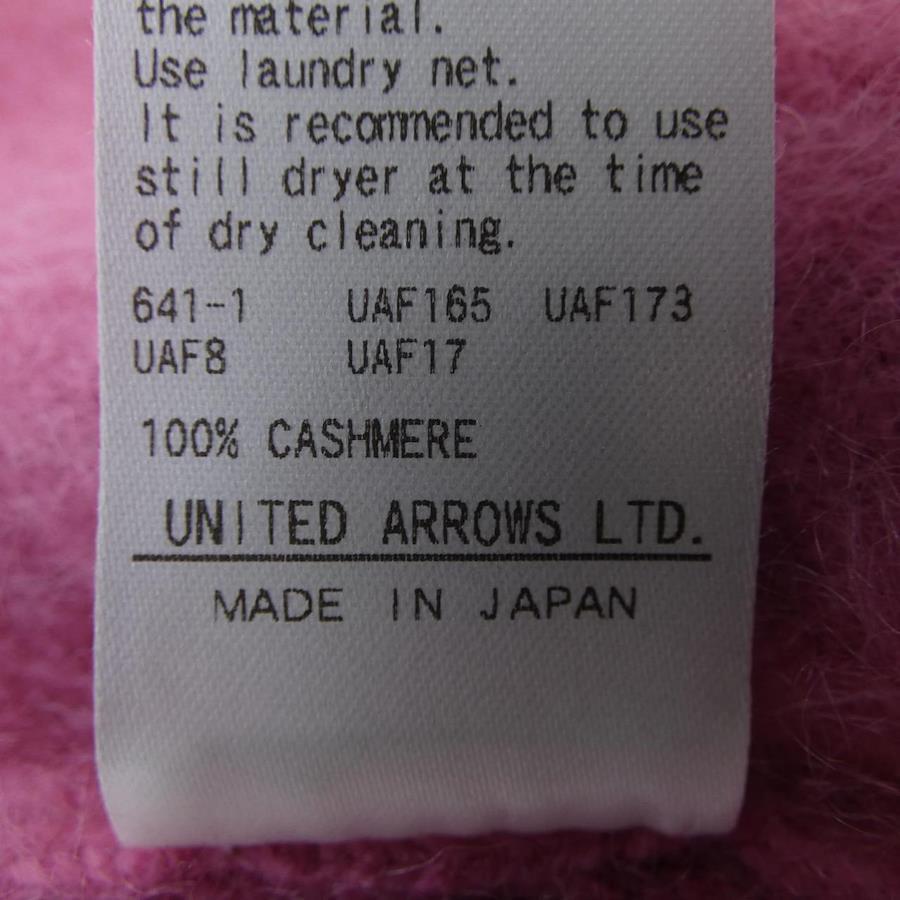 the material.
Use laundry net.
It is recommended to use
still dryer at the time
of dry cleaning.
641-1 UAF165 UAF173
UAF8 UAF17
100% CASHMERE
UNITED ARROWS LTD.
MADE IN JAPAN